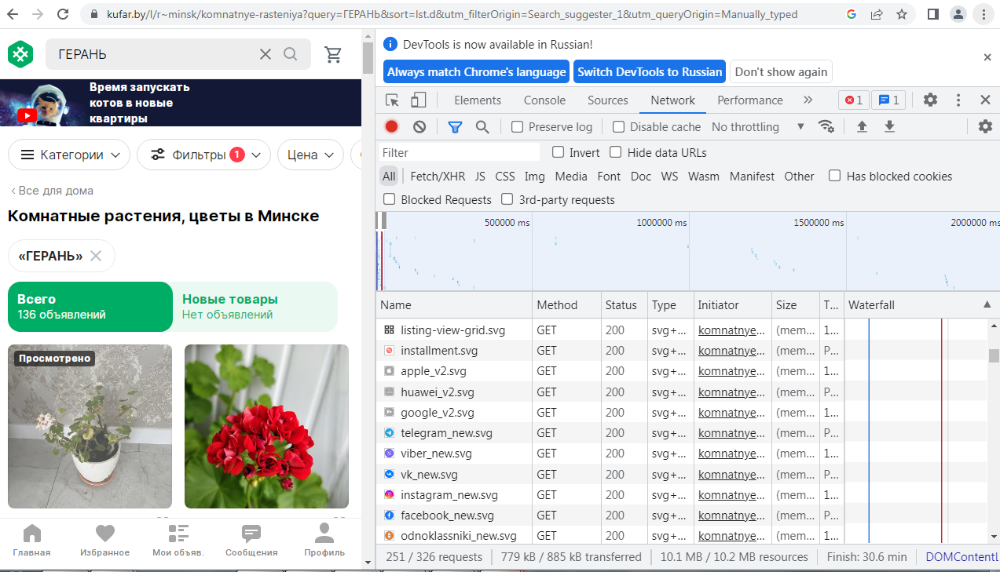 kufar.by/l/r~minsk/komnatnye-rasteniya?query=ГЕРАНЬ&sort=lst.d&utm_filterOrigin=Search_suggester_1&utm_queryOrigin=Manually_typed
ГЕРАНЬ
Время запускать
котов в новые
квартиры
Категории
Фильтры 1
Цена
Все для дома
Комнатные растения, цветы в Минске
«ГЕРАНЬ»
Всего
136 объявлений
Новые товары
Нет объявлений
Просмотрено
Главная
Избранное
Мои объяв.
Сообщения
Профиль
DevTools is now available in Russian!
Always match Chrome's language
Switch DevTools to Russian
Don't show again
Elements Console Sources Network Performance 1 1
Preserve log Disable cache No throttling
Filter Invert Hide data URLs
All Fetch/XHR JS CSS Img Media Font Doc WS Wasm Manifest Other Has blocked cookies
Blocked Requests 3rd-party requests
500000 ms 1000000 ms 1500000 ms 2000000 ms
Name Method Status Type Initiator Size T... Waterfall
listing-view-grid.svg GET 200 svg+... komnatnye... (mem... 1...
installment.svg GET 200 svg+... komnatnye... (mem... P...
apple_v2.svg GET 200 svg+... komnatnye... (mem... 1...
huawei_v2.svg GET 200 svg+... komnatnye... (mem... P...
google_v2.svg GET 200 svg+... komnatnye... (mem... 1...
telegram_new.svg GET 200 svg+... komnatnye... (mem... P...
viber_new.svg GET 200 svg+... komnatnye... (mem... 1...
vk_new.svg GET 200 svg+... komnatnye... (mem... P...
instagram_new.svg GET 200 svg+... komnatnye... (mem... 1...
facebook_new.svg GET 200 svg+... komnatnye... (mem... P...
odnoklassniki_new.svg GET 200 svg+... komnatnye... (mem... 1...
251 / 326 requests 779 kB / 885 kB transferred 10.1 MB / 10.2 MB resources Finish: 30.6 min DOMContentl